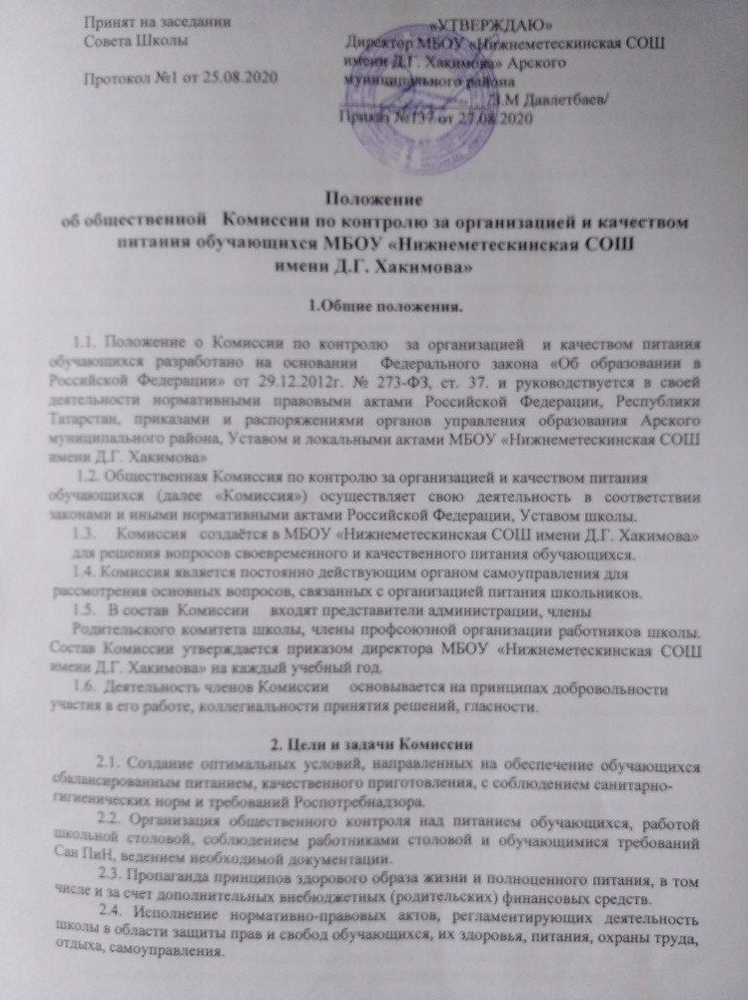 Принят на заседании
Совета Школы
Протокол №1 от 25.08.2020
«УТВЕРЖДАЮ»
Директор МБОУ «Нижнеметескинская СОШ
имени Д.Г. Хакимова» Арского
муниципального района
/З.М Давлетбаев/
Приказ №137 от 27.08.2020
Положение
об общественной Комиссии по контролю за организацией и качеством
питания обучающихся МБОУ «Нижнеметескинская СОШ
имени Д.Г. Хакимова»
1.Общие положения.
1.1. Положение о Комиссии по контролю за организацией и качеством питания
обучающихся разработано на основании Федерального закона «Об образовании в
Российской Федерации» от 29.12.2012г. № 273-ФЗ, ст. 37. и руководствуется в своей
деятельности нормативными правовыми актами Российской Федерации, Республики
Татарстан, приказами и распоряжениями органов управления образования Арского
муниципального района, Уставом и локальными актами МБОУ «Нижнеметескинская СОШ
имени Д.Г. Хакимова»
1.2. Общественная Комиссия по контролю за организацией и качеством питания
обучающихся (далее «Комиссия») осуществляет свою деятельность в соответствии
законами и иными нормативными актами Российской Федерации, Уставом школы.
1.3. Комиссия создаётся в МБОУ «Нижнеметескинская СОШ имени Д.Г. Хакимова»
для решения вопросов своевременного и качественного питания обучающихся.
1.4. Комиссия является постоянно действующим органом самоуправления для
рассмотрения основных вопросов, связанных с организацией питания школьников.
1.5. В состав Комиссии входят представители администрации, члены
Родительского комитета школы, члены профсоюзной организации работников школы.
Состав Комиссии утверждается приказом директора МБОУ «Нижнеметескинская СОШ
имени Д.Г. Хакимова» на каждый учебный год.
1.6. Деятельность членов Комиссии основывается на принципах добровольности
участия в его работе, коллегиальности принятия решений, гласности.
2. Цели и задачи Комиссии
2.1. Создание оптимальных условий, направленных на обеспечение обучающихся
сбалансированным питанием, качественного приготовления, с соблюдением санитарно-
гигиенических норм и требований Роспотребнадзора.
2.2. Организация общественного контроля над питанием обучающихся, работой
школьной столовой, соблюдением работниками столовой и обучающимися требований
Сан ПиН, ведением необходимой документации.
2.3. Пропаганда принципов здорового образа жизни и полноценного питания, в том
числе и за счет дополнительных внебюджетных (родительских) финансовых средств.
2.4. Исполнение нормативно-правовых актов, регламентирующих деятельность
школы в области защиты прав и свобод обучающихся, их здоровья, питания, охраны труда,
отдыха, самоуправления.